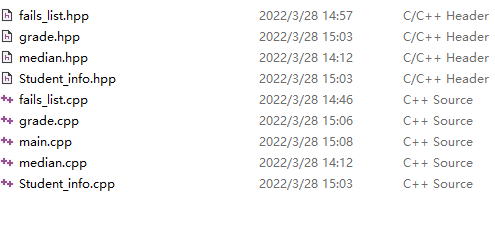 fails_list.hpp 2022/3/28 14:57 C/C++ Header
grade.hpp 2022/3/28 15:03 C/C++ Header
median.hpp 2022/3/28 14:12 C/C++ Header
Student_info.hpp 2022/3/28 15:03 C/C++ Header
fails_list.cpp 2022/3/28 14:46 C++ Source
grade.cpp 2022/3/28 15:06 C++ Source
main.cpp 2022/3/28 15:08 C++ Source
median.cpp 2022/3/28 14:12 C++ Source
Student_info.cpp 2022/3/28 15:03 C++ Source